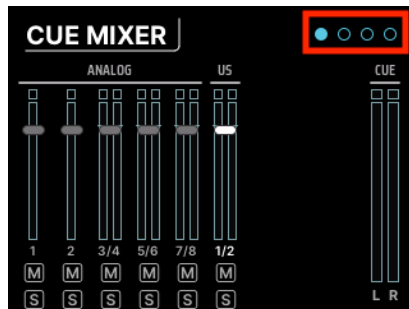 CUE MIXER
ANALOG US CUE
1 2 3/4 5/6 7/8 1/2
M M M M M M
S S S S S S L R